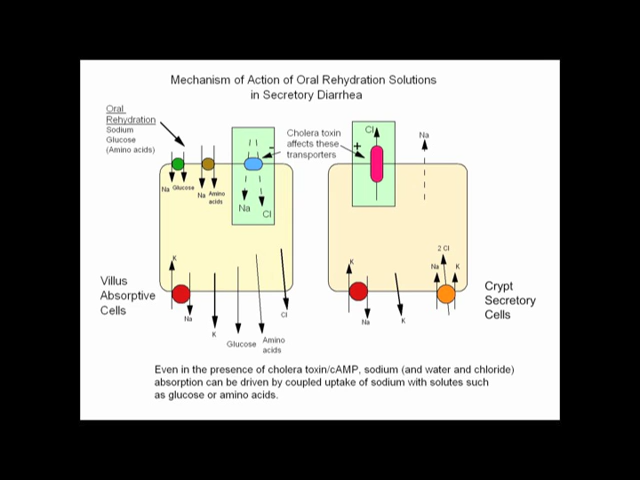 Mechanism of Action of Oral Rehydration Solutions
in Secretory Diarrhea
Oral
Rehydration
Sodium
Glucose
(Amino acids)
Cholera toxin
affects these
transporters
-
+
Cl
Na
Na
Glucose
Na
Amino
acids
Na
Cl
K
Na
K
Glucose
Amino
acids
Cl
Villus
Absorptive
Cells
K
Na
K
2 Cl
Na
K
Crypt
Secretory
Cells
Even in the presence of cholera toxin/cAMP, sodium (and water and chloride)
absorption can be driven by coupled uptake of sodium with solutes such
as glucose or amino acids.